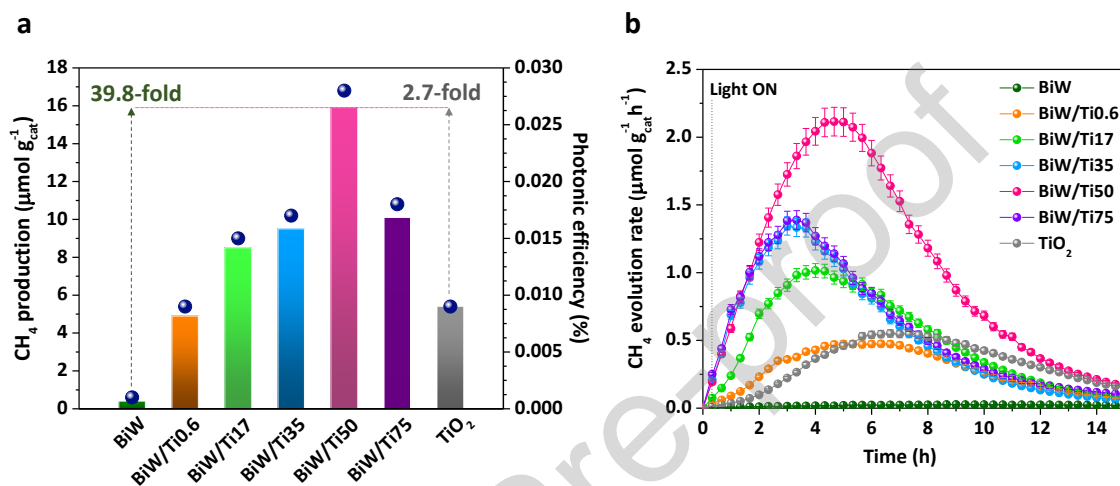 a
CH₄ production (μmol g⁻¹cat)
18
16
14
12
10
8
6
4
2
0
39.8-fold
2.7-fold
0.030
0.025
0.020
0.015
0.010
0.005
0.000
Photonic efficiency (%)
BiW
BiW/Ti0.6
BiW/Ti17
BiW/Ti35
BiW/Ti50
BiW/Ti75
TiO₂
b
CH₄ evolution rate (μmol g⁻¹cat h⁻¹)
2.5
2.0
1.5
1.0
0.5
0.0
Light ON
BiW
BiW/Ti0.6
BiW/Ti17
BiW/Ti35
BiW/Ti50
BiW/Ti75
TiO₂
0
2
4
6
8
10
12
14
Time (h)